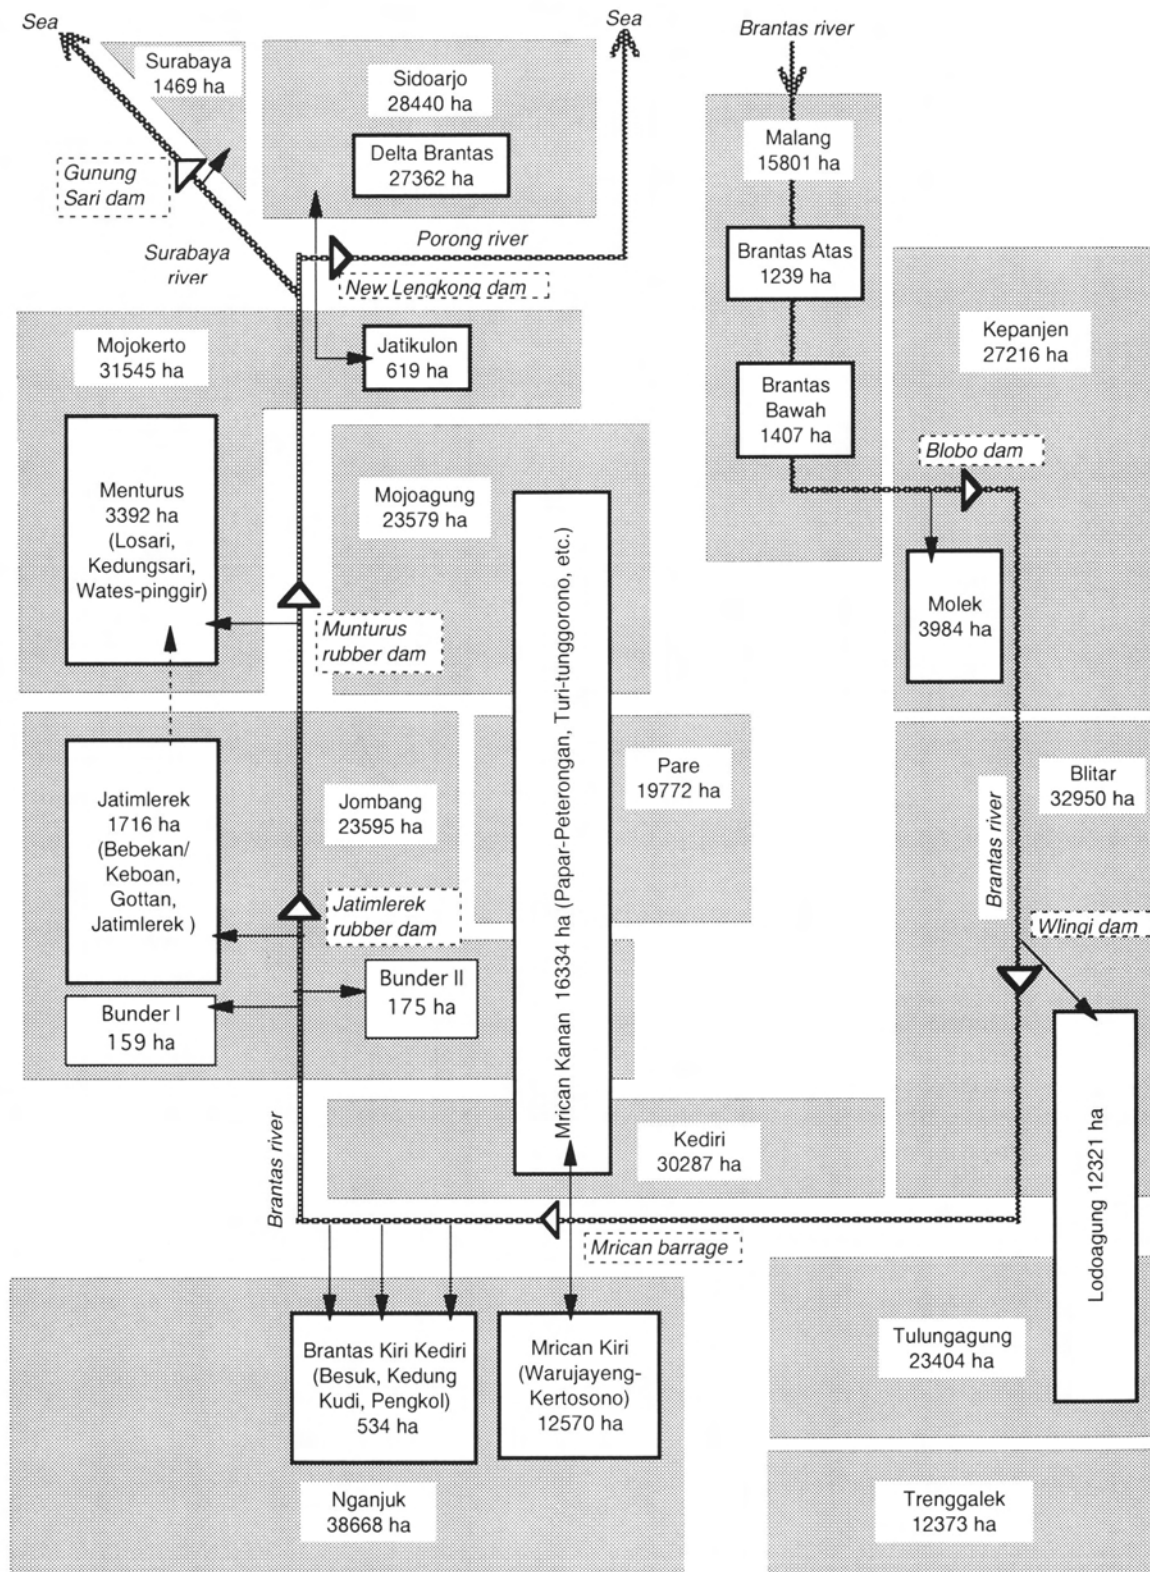 Sea
Sea
Brantas river
Surabaya
1469 ha
Sidoarjo
28440 ha
Malang
15801 ha
Delta Brantas
27362 ha
Gunung
Sari dam
Surabaya
river
Porong river
New Lengkong dam
Brantas Atas
1239 ha
Kepanjen
27216 ha
Mojokerto
31545 ha
Jatikulon
619 ha
Brantas
Bawah
1407 ha
Blobo dam
Menturus
3392 ha
(Losari,
Kedungsari,
Wates-pinggir)
Mojoagung
23579 ha
Molek
3984 ha
Munturus
rubber dam
Mrican Kanan 16334 ha (Papar-Peterongan, Turi-tunggorono, etc.)
Jatimlerek
1716 ha
(Bebekan/
Keboan,
Gottan,
Jatimlerek )
Jombang
23595 ha
Pare
19772 ha
Blitar
32950 ha
Brantas river
Jatimlerek
rubber dam
Wlingi dam
Bunder I
159 ha
Bunder II
175 ha
Lodoagung 12321 ha
Brantas river
Kediri
30287 ha
Mrican barrage
Brantas Kiri Kediri
(Besuk, Kedung
Kudi, Pengkol)
534 ha
Mrican Kiri
(Warujayeng-
Kertosono)
12570 ha
Tulungagung
23404 ha
Nganjuk
38668 ha
Trenggalek
12373 ha